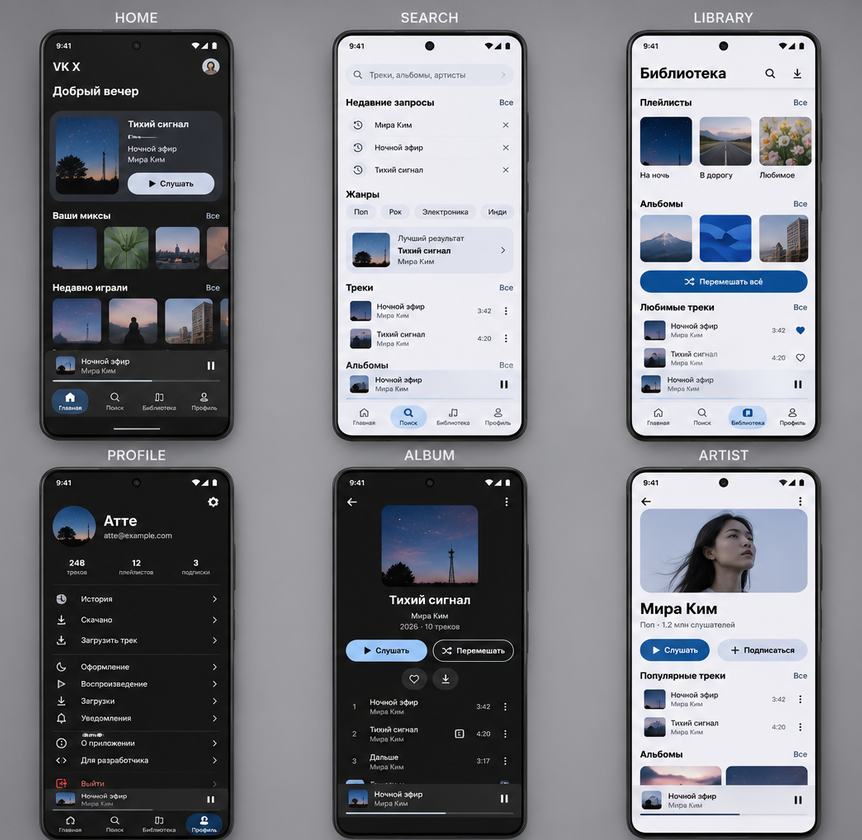 HOME
9:41
VK X
Добрый вечер
Тихий сигнал
Ночной эфир
Мира Ким
Слушать
Ваши миксы
Все
Недавно играли
Все
Ночной эфир
Мира Ким
Главная
Поиск
Библиотека
Профиль
SEARCH
9:41
Треки, альбомы, артисты
Недавние запросы
Все
Мира Ким
Ночной эфир
Тихий сигнал
Жанры
Поп
Рок
Электроника
Инди
Лучший результат
Тихий сигнал
Мира Ким
Треки
Все
Ночной эфир
Мира Ким
3:42
Тихий сигнал
Мира Ким
4:20
Альбомы
Все
Ночной эфир
Мира Ким
Главная
Поиск
Библиотека
Профиль
LIBRARY
9:41
Библиотека
Плейлисты
Все
На ночь
В дорогу
Любимое
Альбомы
Все
Перемешать всё
Любимые треки
Все
Ночной эфир
Мира Ким
3:42
Тихий сигнал
Мира Ким
4:20
Ночной эфир
Мира Ким
Главная
Поиск
Библиотека
Профиль
PROFILE
9:41
Атте
atte@example.com
248
треков
12
плейлистов
3
подписки
История
Скачано
Загрузить трек
Оформление
Воспроизведение
Загрузки
Уведомления
О приложении
Для разработчика
Выйти
Ночной эфир
Мира Ким
Главная
Поиск
Библиотека
Профиль
ALBUM
9:41
Тихий сигнал
Мира Ким
2026 · 10 треков
Слушать
Перемешать
1
Ночной эфир
Мира Ким
3:42
2
Тихий сигнал
Мира Ким
E
4:20
3
Дальше
Мира Ким
3:17
Ночной эфир
Мира Ким
ARTIST
9:41
Мира Ким
Поп · 1.2 млн слушателей
Слушать
Подписаться
Популярные треки
Все
Ночной эфир
Мира Ким
3:42
Тихий сигнал
Мира Ким
4:20
Альбомы
Все
Ночной эфир
Мира Ким